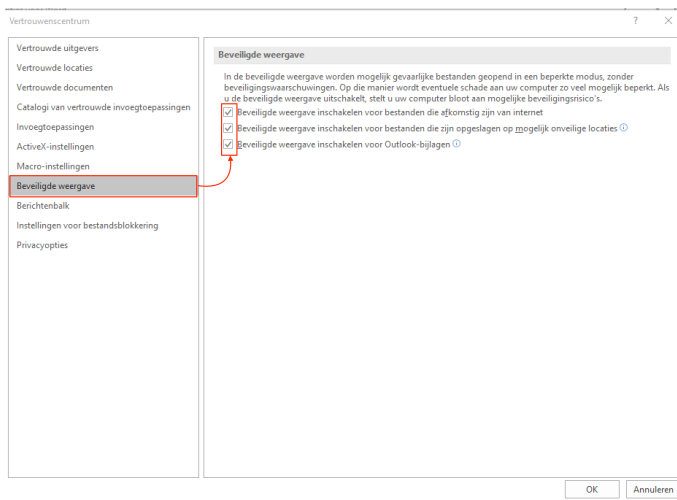 Vertrouwenscentrum
?
Vertrouwde uitgevers
Vertrouwde locaties
Vertrouwde documenten
Catalogi van vertrouwde invoegtoepassingen
Invoegtoepassingen
ActiveX-instellingen
Macro-instellingen
Beveiligde weergave
Berichtenbalk
Instellingen voor bestandsblokkering
Privacyopties
Beveiligde weergave
In de beveiligde weergave worden mogelijk gevaarlijke bestanden geopend in een beperkte modus, zonder
beveiligingswaarschuwingen. Op die manier wordt eventuele schade aan uw computer zo veel mogelijk beperkt. Als
u de beveiligde weergave uitschakelt, stelt u uw computer bloot aan mogelijke beveiligingsrisico's.
Beveiligde weergave inschakelen voor bestanden die afkomstig zijn van internet
Beveiligde weergave inschakelen voor bestanden die zijn opgeslagen op mogelijk onveilige locaties
Beveiligde weergave inschakelen voor Outlook-bijlagen
OK
Annuleren